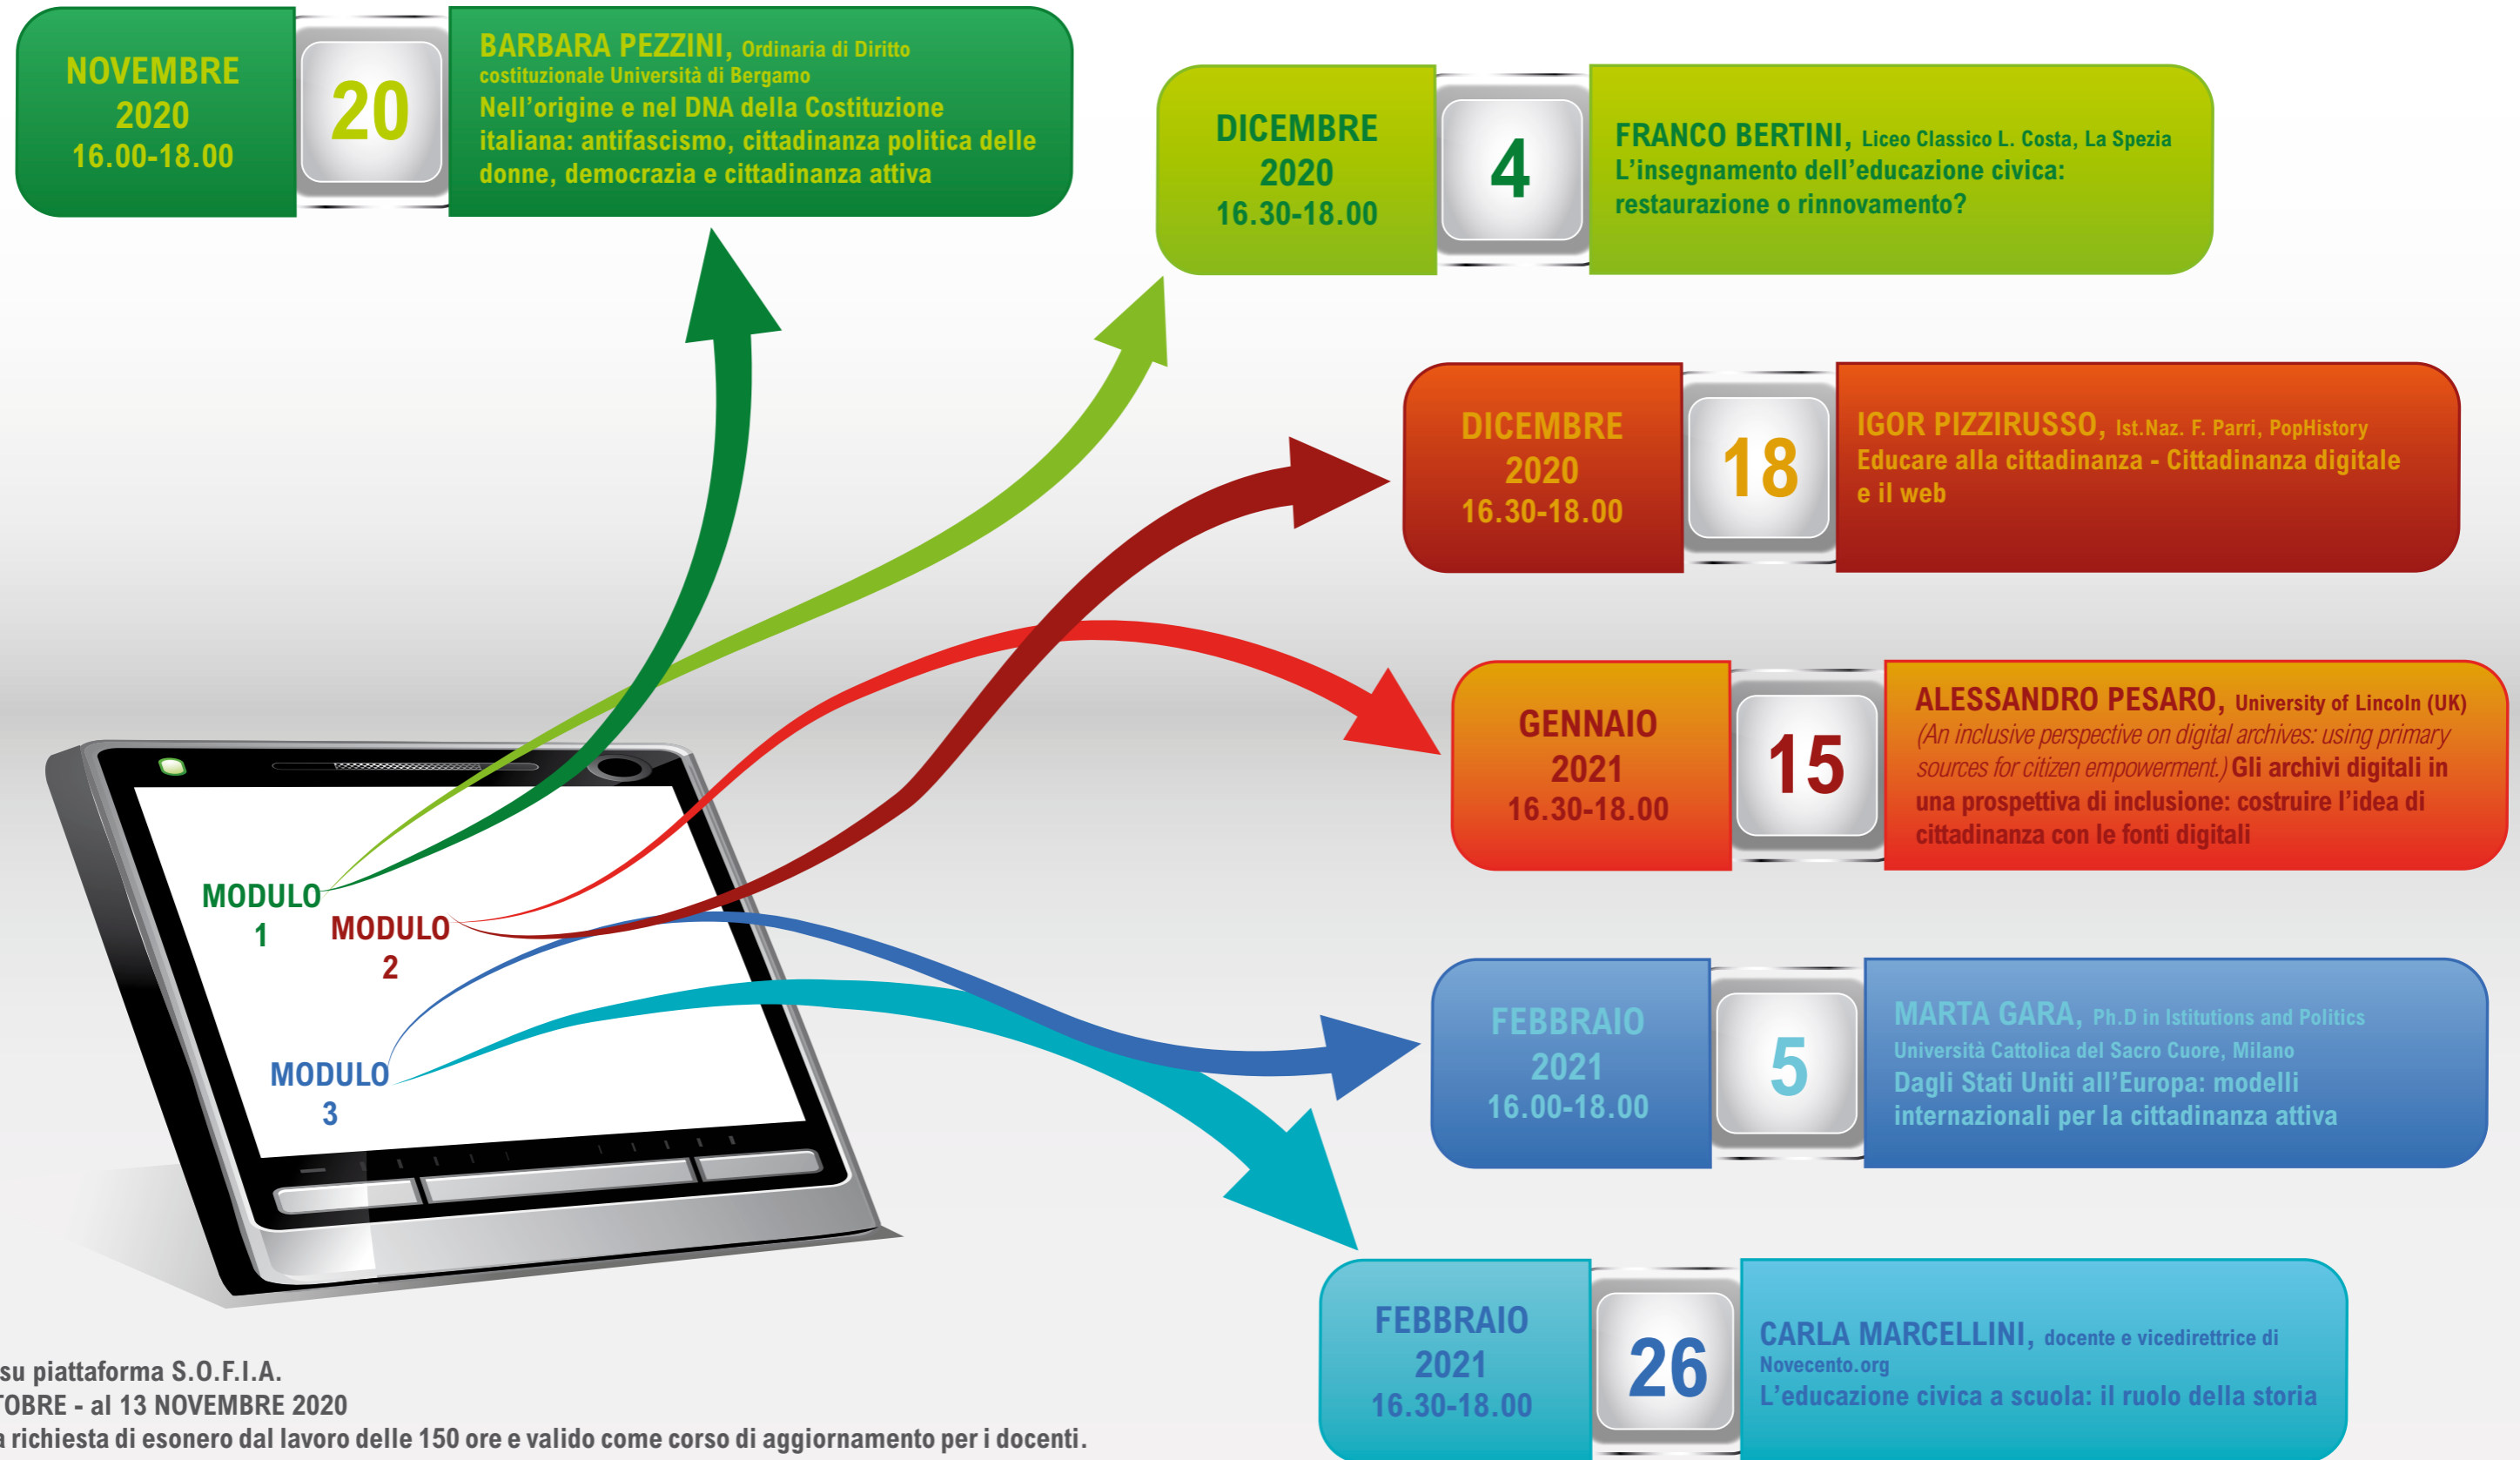 NOVEMBRE
2020
16.00-18.00
20
BARBARA PEZZINI, Ordinaria di Diritto
costituzionale Università di Bergamo
Nell'origine e nel DNA della Costituzione
italiana: antifascismo, cittadinanza politica delle
donne, democrazia e cittadinanza attiva
DICEMBRE
2020
16.30-18.00
4
FRANCO BERTINI, Liceo Classico L. Costa, La Spezia
L'insegnamento dell'educazione civica:
restaurazione o rinnovamento?
DICEMBRE
2020
16.30-18.00
18
IGOR PIZZIRUSSO, Ist.Naz. F. Parri, PopHistory
Educare alla cittadinanza - Cittadinanza digitale
e il web
GENNAIO
2021
16.30-18.00
15
ALESSANDRO PESARO, University of Lincoln (UK)
(An inclusive perspective on digital archives: using primary
sources for citizen empowerment.) Gli archivi digitali in
una prospettiva di inclusione: costruire l'idea di
cittadinanza con le fonti digitali
MODULO
1
MODULO
2
MODULO
3
FEBBRAIO
2021
16.00-18.00
5
MARTA GARA, Ph.D in Istitutions and Politics
Università Cattolica del Sacro Cuore, Milano
Dagli Stati Uniti all'Europa: modelli
internazionali per la cittadinanza attiva
FEBBRAIO
2021
16.30-18.00
26
CARLA MARCELLINI, docente e vicedirettrice di
Novecento.org
L'educazione civica a scuola: il ruolo della storia
su piattaforma S.O.F.I.A.
TOBRE - al 13 NOVEMBRE 2020
a richiesta di esonero dal lavoro delle 150 ore e valido come corso di aggiornamento per i docenti.